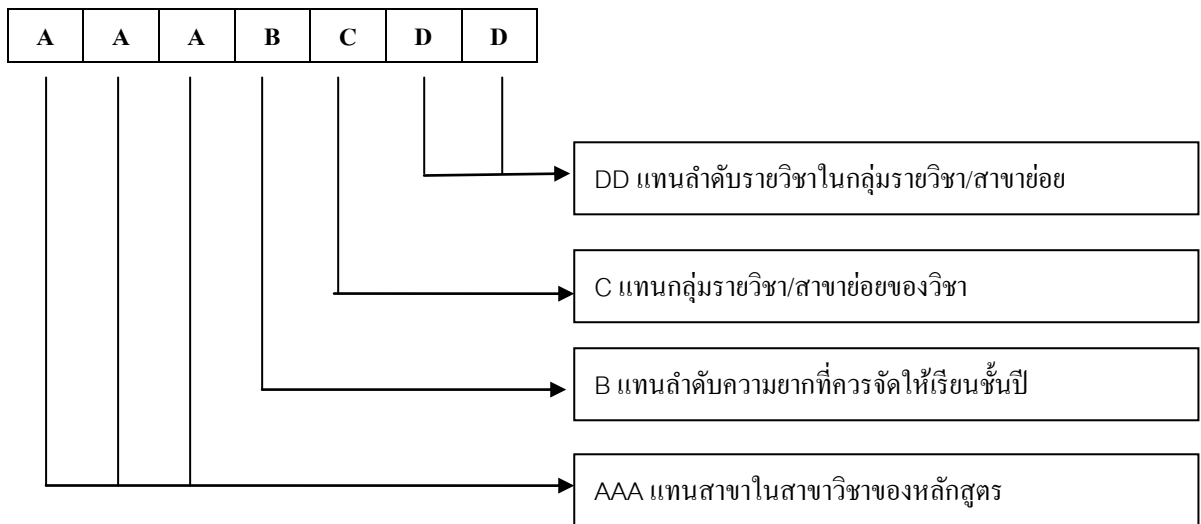 A A A B C D D
DD แทนลำดับรายวิชาในกลุ่มรายวิชา/สาขาย่อย
C แทนกลุ่มรายวิชา/สาขาย่อยของวิชา
B แทนลำดับความยากที่ควรจัดให้เรียนชั้นปี
AAA แทนสาขาในสาขาวิชาของหลักสูตร